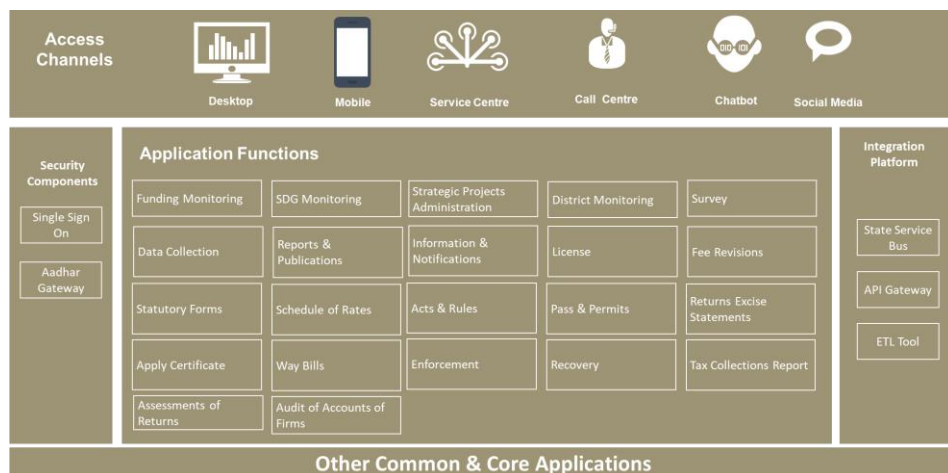 Access
Channels
Desktop
Mobile
Service Centre
Call Centre
010 101
Chatbot
Social Media
Security
Components
Single Sign
On
Aadhar
Gateway
Application Functions
Funding Monitoring
SDG Monitoring
Strategic Projects
Administration
District Monitoring
Survey
Data Collection
Reports &
Publications
Information &
Notifications
License
Fee Revisions
Statutory Forms
Schedule of Rates
Acts & Rules
Pass & Permits
Returns Excise
Statements
Apply Certificate
Way Bills
Enforcement
Recovery
Tax Collections Report
Assessments of
Returns
Audit of Accounts of
Firms
Integration
Platform
State Service
Bus
API Gateway
ETL Tool
Other Common & Core Applications